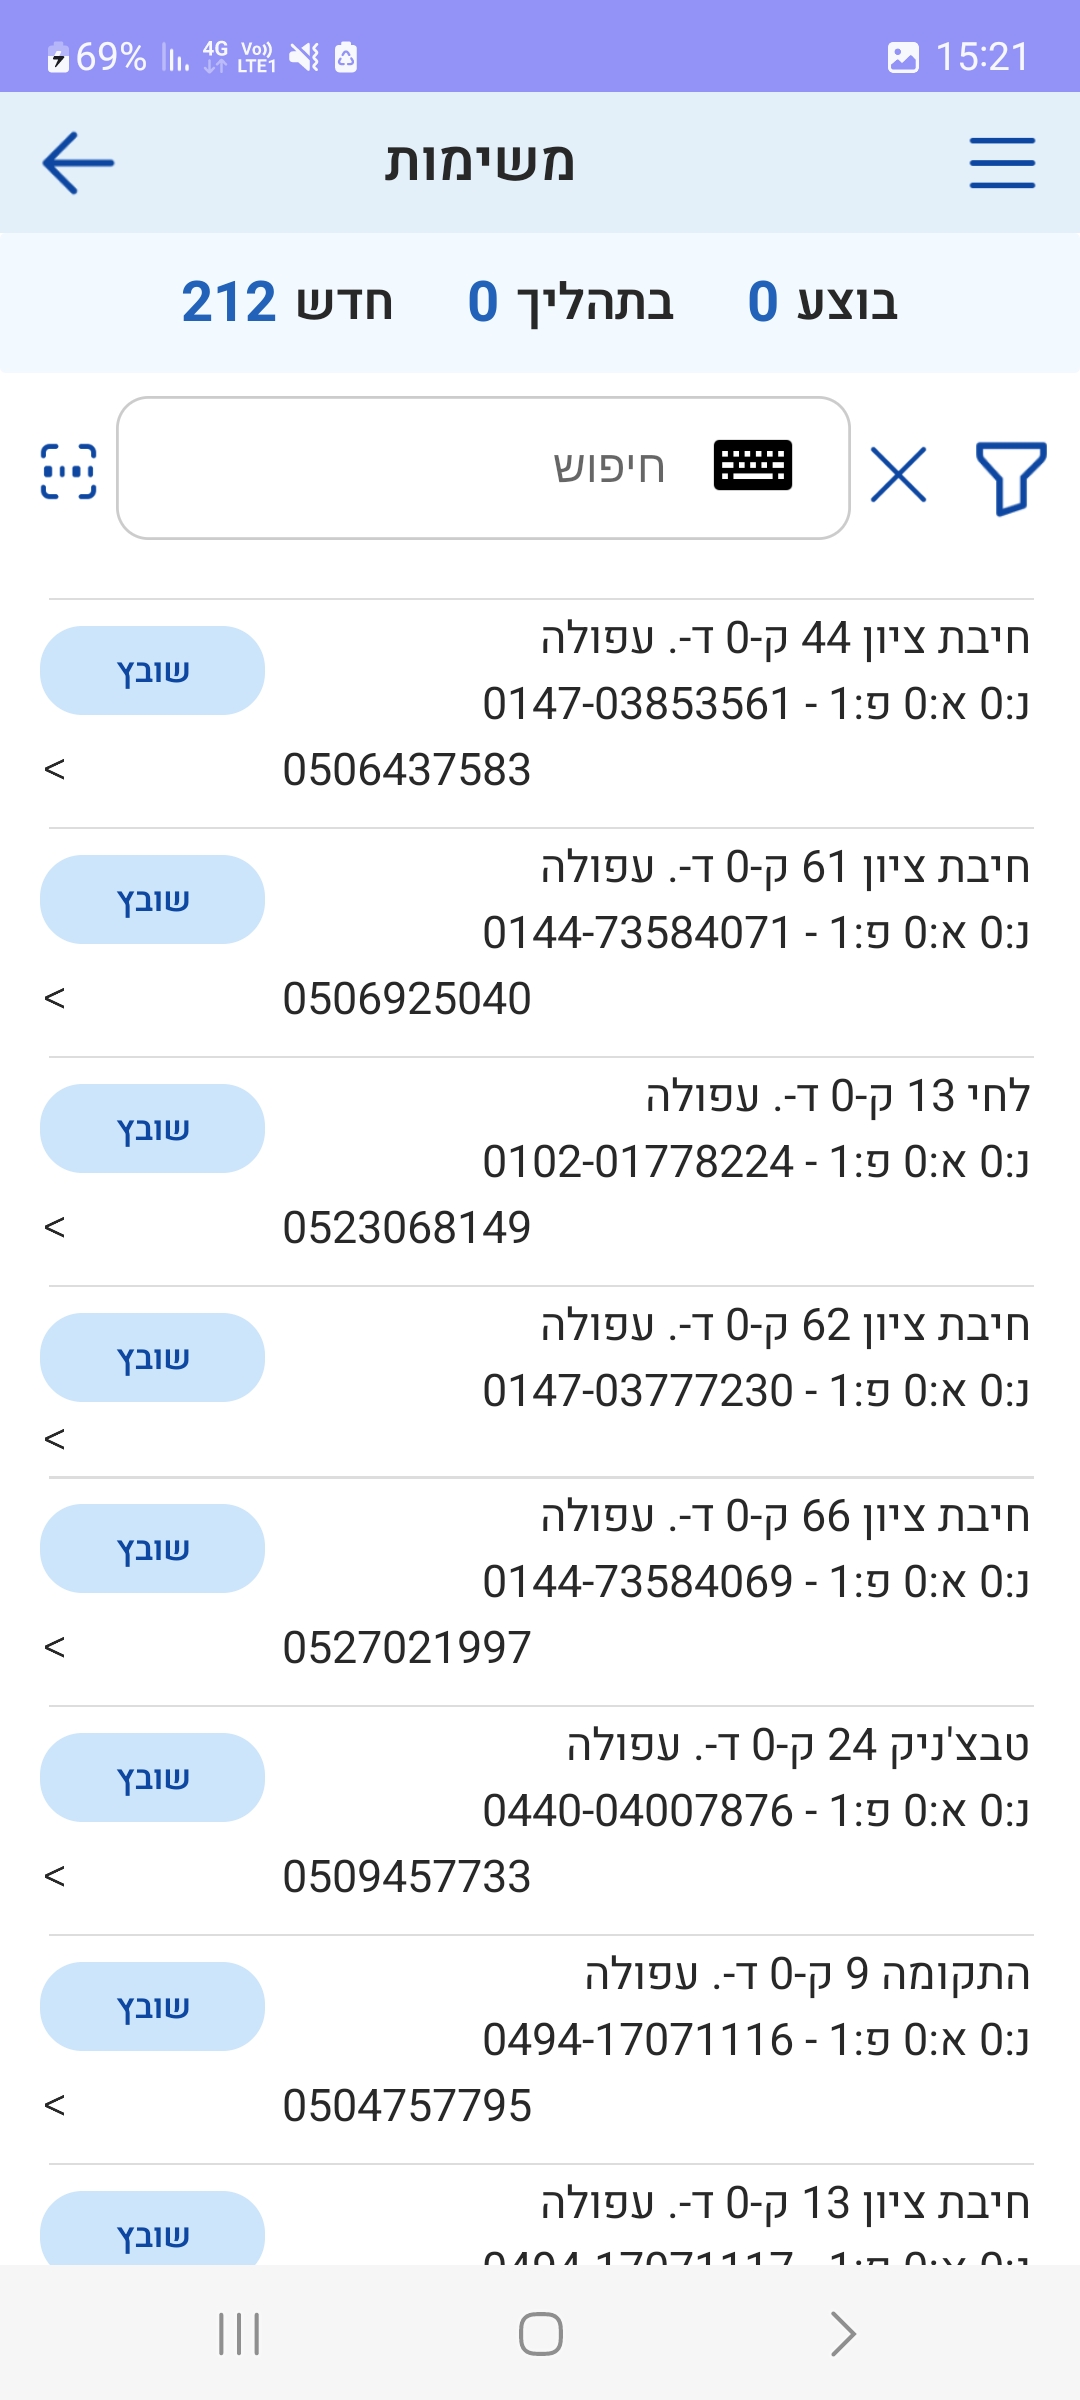 69% 4G Vo)) LTE1 15:21
משימות
בוצע 0 בתהליך 0 חדש 212
חיפוש
חיבת ציון 44 ק-0 ד-. עפולה
שובץ
נ:0 א:0 פ:1 - 0147-03853561
0506437583
>
חיבת ציון 61 ק-0 ד-. עפולה
שובץ
נ:0 א:0 פ:1 - 0144-73584071
0506925040
>
לחי 13 ק-0 ד-. עפולה
שובץ
נ:0 א:0 פ:1 - 0102-01778224
0523068149
>
חיבת ציון 62 ק-0 ד-. עפולה
שובץ
נ:0 א:0 פ:1 - 0147-03777230
>
חיבת ציון 66 ק-0 ד-. עפולה
שובץ
נ:0 א:0 פ:1 - 0144-73584069
0527021997
>
טבצ'ניק 24 ק-0 ד-. עפולה
שובץ
נ:0 א:0 פ:1 - 0440-04007876
0509457733
>
התקומה 9 ק-0 ד-. עפולה
שובץ
נ:0 א:0 פ:1 - 0494-17071116
0504757795
>
חיבת ציון 13 ק-0 ד-. עפולה
שובץ
נ:0 א:0 פ:1 - 0494-17071117